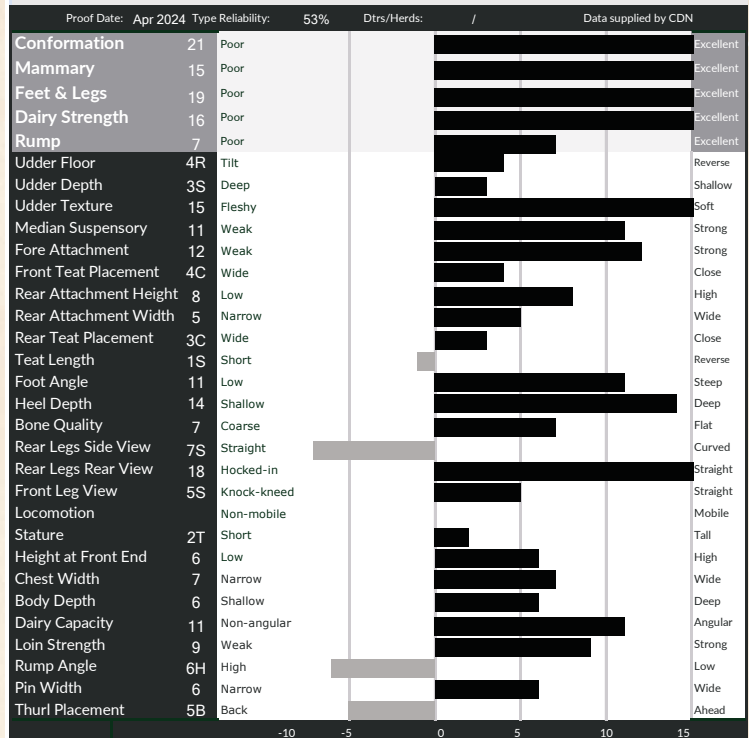 Proof Date: Apr 2024 Type Reliability: 53% Dtrs/Herds: / Data supplied by CDN
Conformation 21 Poor Excellent
Mammary 15 Poor Excellent
Feet & Legs 19 Poor Excellent
Dairy Strength 16 Poor Excellent
Rump 7 Poor Excellent
Udder Floor 4R Tilt Reverse
Udder Depth 3S Deep Shallow
Udder Texture 15 Fleshy Soft
Median Suspensory 11 Weak Strong
Fore Attachment 12 Weak Strong
Front Teat Placement 4C Wide Close
Rear Attachment Height 8 Low High
Rear Attachment Width 5 Narrow Wide
Rear Teat Placement 3C Wide Close
Teat Length 1S Short Reverse
Foot Angle 11 Low Steep
Heel Depth 14 Shallow Deep
Bone Quality 7 Coarse Flat
Rear Legs Side View 7S Straight Curved
Rear Legs Rear View 18 Hocked-in Straight
Front Leg View 5S Knock-kneed Straight
Locomotion Non-mobile Mobile
Stature 2T Short Tall
Height at Front End 6 Low High
Chest Width 7 Narrow Wide
Body Depth 6 Shallow Deep
Dairy Capacity 11 Non-angular Angular
Loin Strength 9 Weak Strong
Rump Angle 6H High Low
Pin Width 6 Narrow Wide
Thurl Placement 5B Back Ahead
-10 -5 0 5 10 15